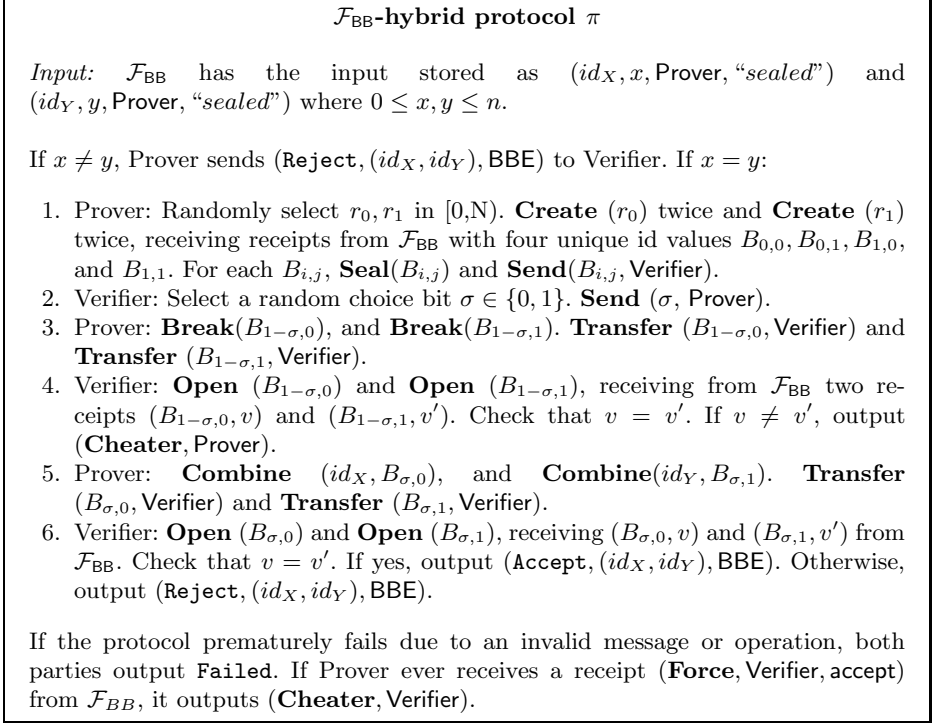 𝓕_BB-hybrid protocol π
Input: 𝓕_BB has the input stored as (id_X, x, Prover, “sealed”) and
(id_Y, y, Prover, “sealed”) where 0 ≤ x, y ≤ n.
If x ≠ y, Prover sends (Reject, (id_X, id_Y), BBE) to Verifier. If x = y:
1. Prover: Randomly select r_0, r_1 in [0,N). Create (r_0) twice and Create (r_1)
twice, receiving receipts from 𝓕_BB with four unique id values B_{0,0}, B_{0,1}, B_{1,0},
and B_{1,1}. For each B_{i,j}, Seal(B_{i,j}) and Send(B_{i,j}, Verifier).
2. Verifier: Select a random choice bit σ ∈ {0, 1}. Send (σ, Prover).
3. Prover: Break(B_{1−σ,0}), and Break(B_{1−σ,1}). Transfer (B_{1−σ,0}, Verifier) and
Transfer (B_{1−σ,1}, Verifier).
4. Verifier: Open (B_{1−σ,0}) and Open (B_{1−σ,1}), receiving from 𝓕_BB two re-
ceipts (B_{1−σ,0}, v) and (B_{1−σ,1}, v′). Check that v = v′. If v ≠ v′, output
(Cheater, Prover).
5. Prover: Combine (id_X, B_{σ,0}), and Combine(id_Y, B_{σ,1}). Transfer
(B_{σ,0}, Verifier) and Transfer (B_{σ,1}, Verifier).
6. Verifier: Open (B_{σ,0}) and Open (B_{σ,1}), receiving (B_{σ,0}, v) and (B_{σ,1}, v′) from
𝓕_BB. Check that v = v′. If yes, output (Accept, (id_X, id_Y), BBE). Otherwise,
output (Reject, (id_X, id_Y), BBE).
If the protocol prematurely fails due to an invalid message or operation, both
parties output Failed. If Prover ever receives a receipt (Force, Verifier, accept)
from 𝓕_BB, it outputs (Cheater, Verifier).